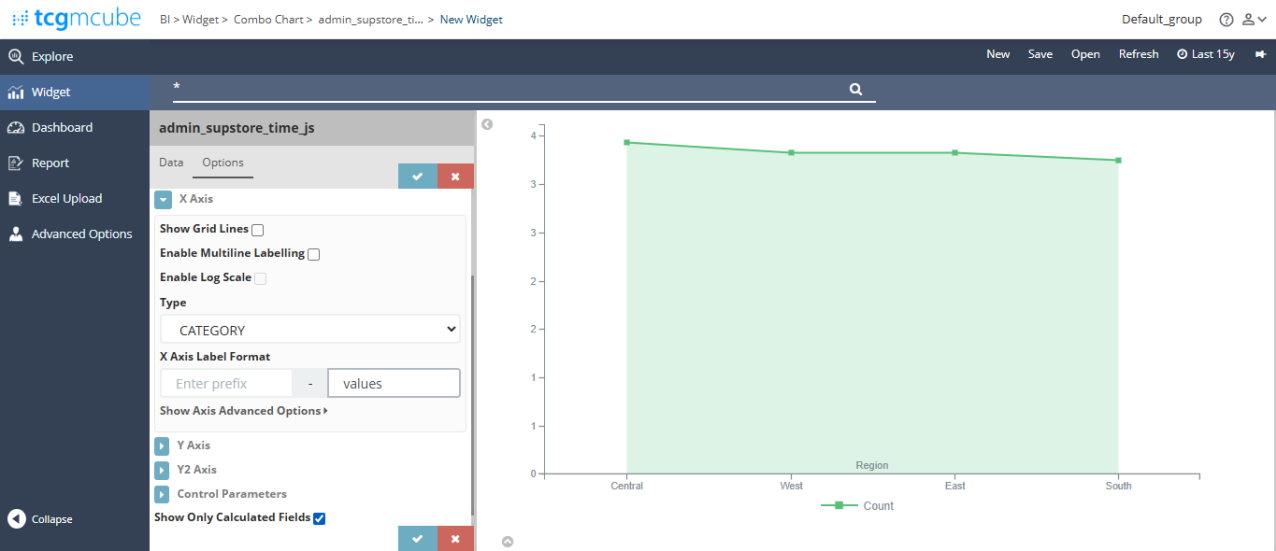 tcgmcube
BI > Widget > Combo Chart > admin_supstore_ti... > New Widget
Default_group
Explore
New Save Open Refresh Last 15y
Widget
*
Dashboard
Report
Excel Upload
Advanced Options
Collapse
admin_supstore_time_js
Data Options
X Axis
Show Grid Lines
Enable Multiline Labelling
Enable Log Scale
Type
CATEGORY
X Axis Label Format
Enter prefix - values
Show Axis Advanced Options
Y Axis
Y2 Axis
Control Parameters
Show Only Calculated Fields
4
3
3
2
2
1
1
0
Region
Central West East South
Count